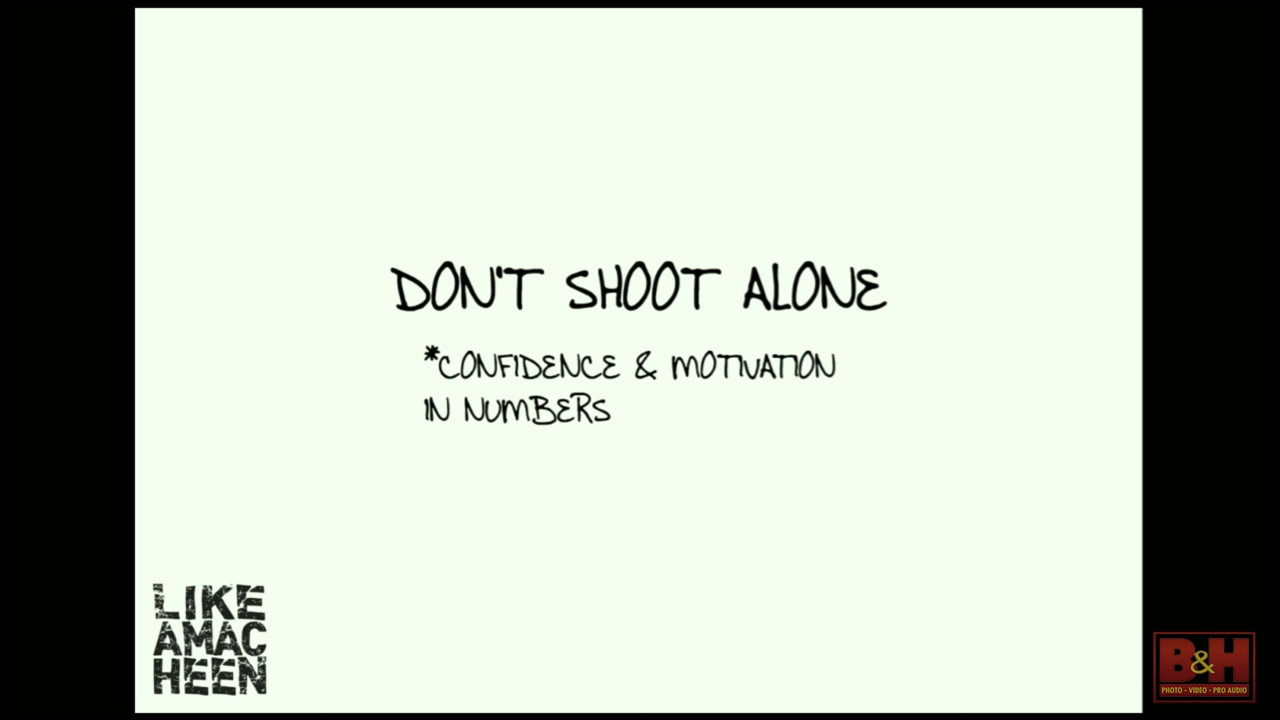 DON'T SHOOT ALONE
*CONFIDENCE & MOTIVATION
IN NUMBERS
LIKE
AMAC
HEEN
B&H
PHOTO - VIDEO - PRO AUDIO